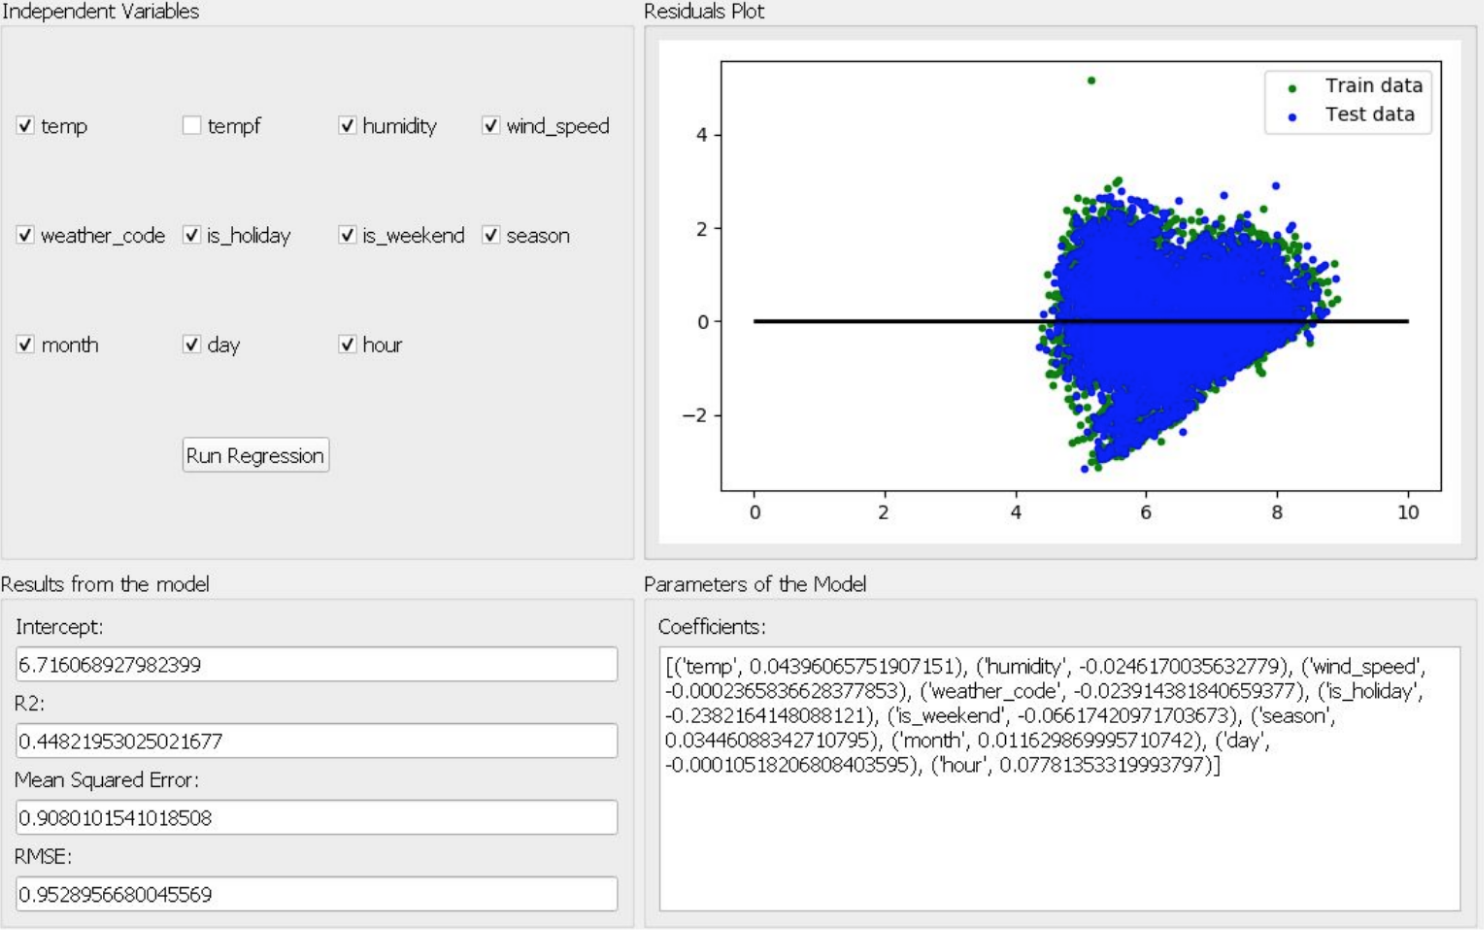 Independent Variables
temp
tempf
humidity
wind_speed
weather_code
is_holiday
is_weekend
season
month
day
hour
Run Regression
Residuals Plot
Train data
Test data
4
2
0
−2
0 2 4 6 8 10
Results from the model
Intercept:
6.716068927982399
R2:
0.44821953025021677
Mean Squared Error:
0.9080101541018508
RMSE:
0.9528956680045569
Parameters of the Model
Coefficients:
[('temp', 0.04396065751907151), ('humidity', -0.0246170035632779), ('wind_speed',
-0.0002365836628377853), ('weather_code', -0.023914381840659377), ('is_holiday',
-0.2382164148088121), ('is_weekend', -0.06617420971703673), ('season',
0.03446088342710795), ('month', 0.011629869995710742), ('day',
-0.00010518206808403595), ('hour', 0.07781353319993797)]